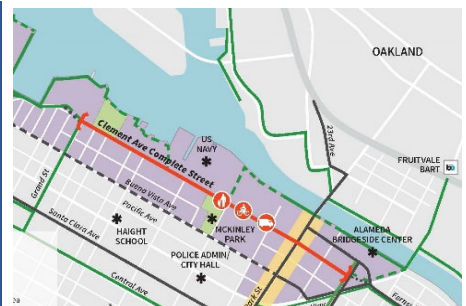 OAKLAND
23rd Ave
Clement Ave Complete Street
US
NAVY
FRUITVALE
BART
Grand St
Buena Vista Ave
Pacific Ave
Santa Clara Ave
HAIGHT
SCHOOL
MCKINLEY
PARK
ALAMEDA
BRIDGESIDE CENTER
POLICE ADMIN/
CITY HALL
Central Ave